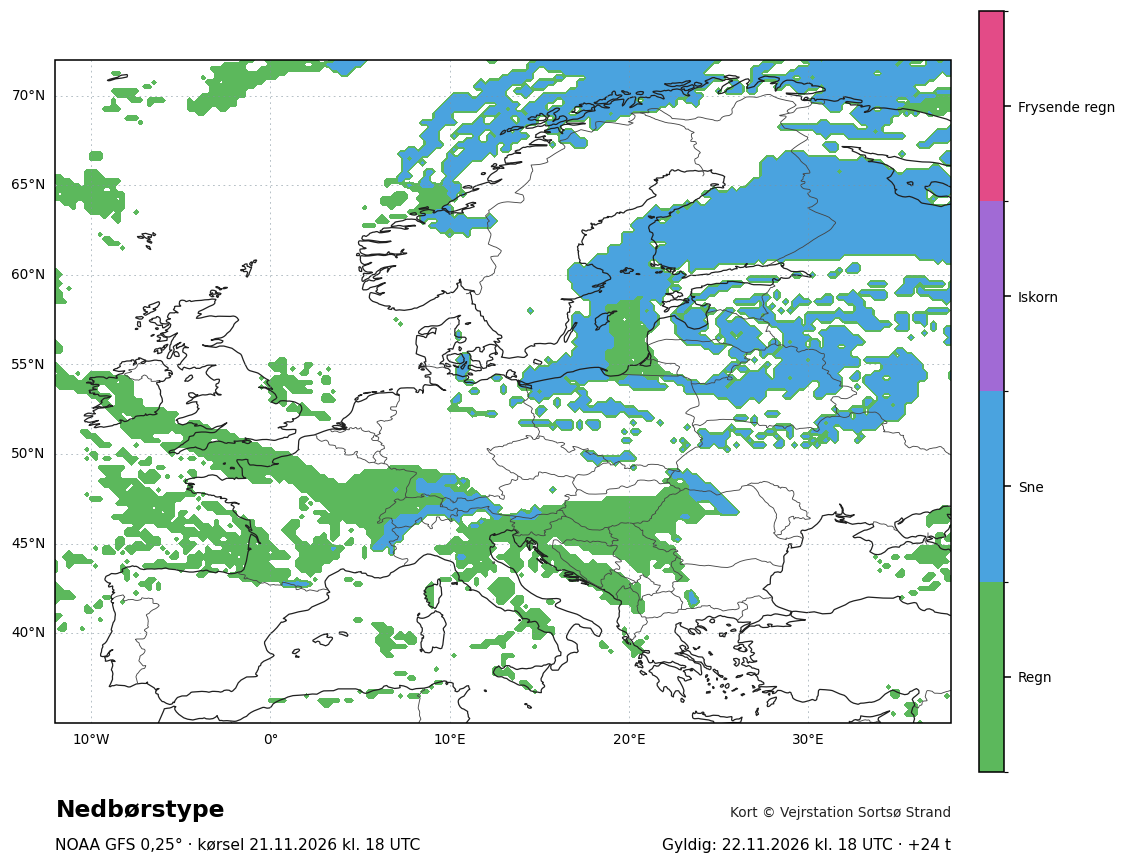 70°N
65°N
60°N
55°N
50°N
45°N
40°N
10°W
0°
10°E
20°E
30°E
Frysende regn
Iskorn
Sne
Regn
Nedbørstype
Kort © Vejrstation Sortsø Strand
NOAA GFS 0,25° · kørsel 21.11.2026 kl. 18 UTC
Gyldig: 22.11.2026 kl. 18 UTC · +24 t